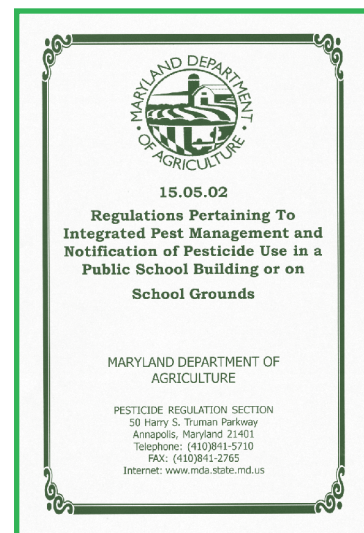 MARYLAND DEPARTMENT
OF AGRICULTURE
15.05.02
Regulations Pertaining To
Integrated Pest Management and
Notification of Pesticide Use in a
Public School Building or on
School Grounds
MARYLAND DEPARTMENT OF
AGRICULTURE
PESTICIDE REGULATION SECTION
50 Harry S. Truman Parkway
Annapolis, Maryland 21401
Telephone: (410)841-5710
FAX: (410)841-2765
Internet: www.mda.state.md.us